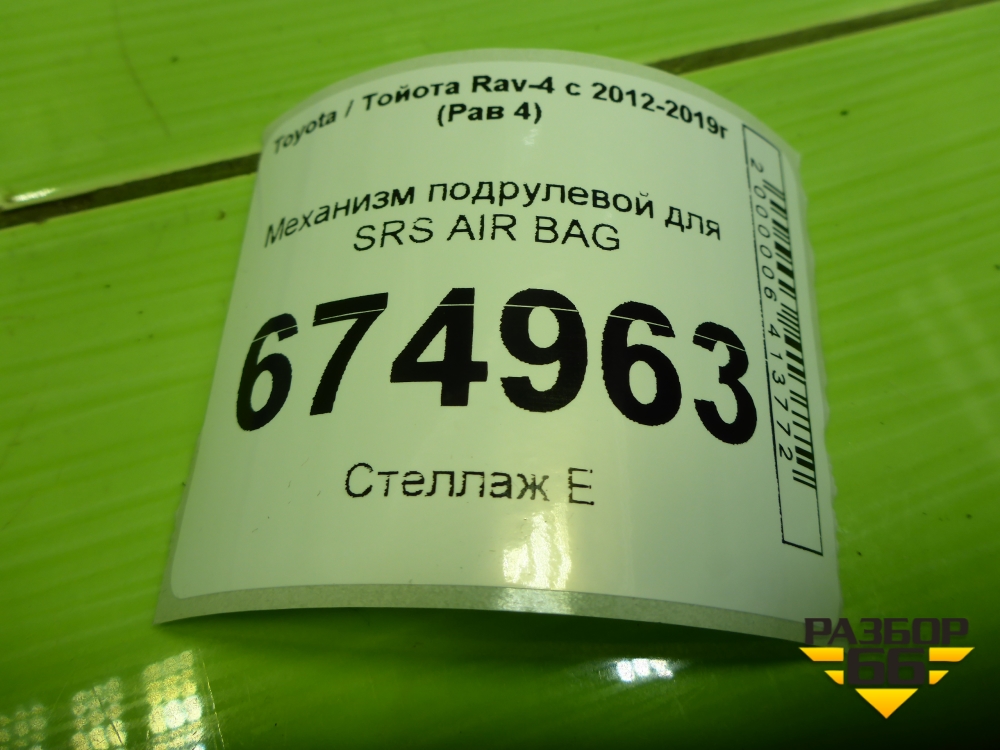 Toyota / Тойота Rav-4 с 2012-2019г
(Рав 4)
Механизм подрулевой для
SRS AIR BAG
674963
Стеллаж Е
2000006413772
РАЗБОР
66